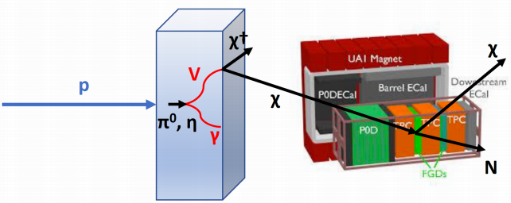 p
V
χ†
π⁰, η
γ
χ
UA1 Magnet
P0DECal
Barrel ECal
Downstream
ECal
P0D
TPC
TPC
TPC
FGDs
χ
N